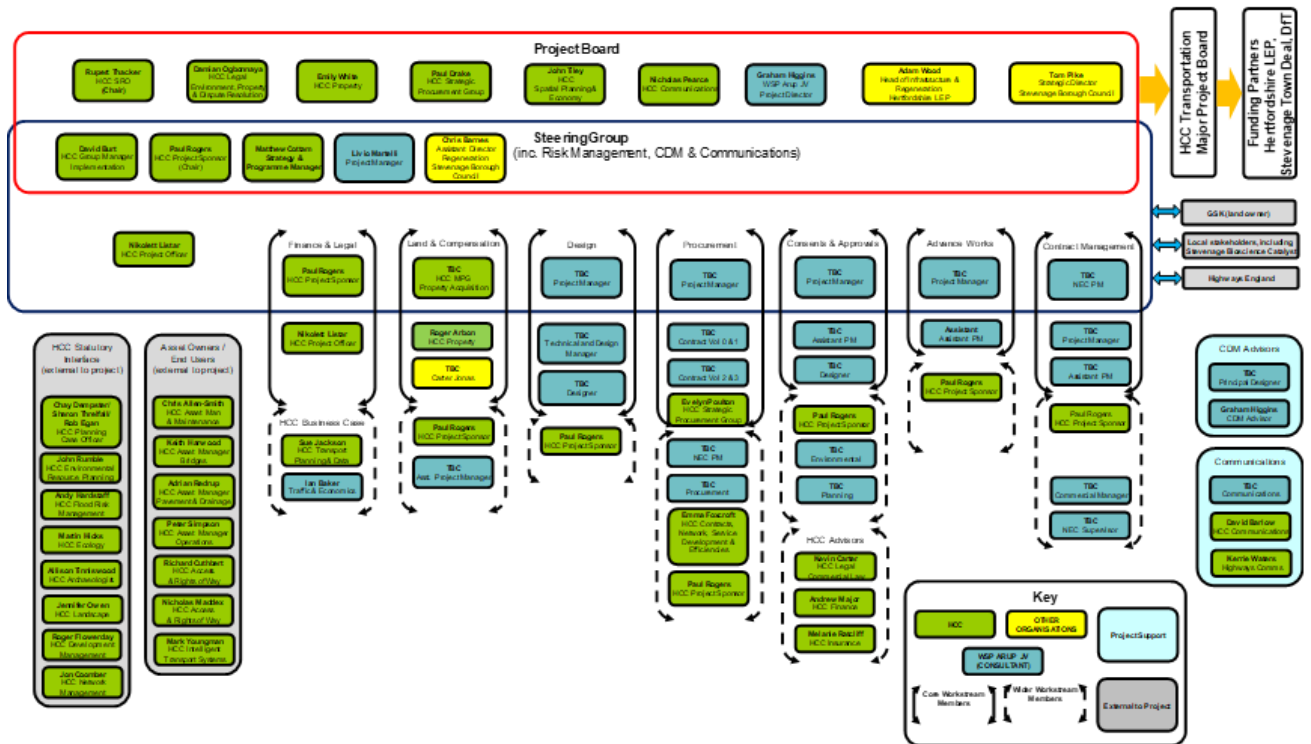 Project Board
Rupert Thacker
HCC SRO
(Chair)
Damian Ogbonnaya
HCC Legal
Environment, Property
& Dispute Resolution
Emily White
HCC Property
Paul Drake
HCC Strategic
Procurement Group
John Tiley
HCC
Spatial Planning &
Economy
Nicholas Pearce
HCC Communications
Graham Higgins
WSP Arup JV
Project Director
Adam Wood
Head of Infrastructure &
Regeneration
Hertfordshire LEP
Tom Pike
Strategic Director
Stevenage Borough Council
HCC Transportation
Major Project Board
Funding Partners
Hertfordshire LEP,
Stevenage Town Deal, DfT
Steering Group
(inc. Risk Management, CDM & Communications)
David Burt
HCC Group Manager
Implementation
Paul Rogers
HCC Project Sponsor
(Chair)
Matthew Cottam
Strategy &
Programme Manager
Livio
Project Manager
Chris Barnes
Assistant Director
Regeneration
Stevenage Borough
Council
GSK (landowner)
Local stakeholders, including
Stevenage Bioscience Catalyst
Highways England
Nikolett Listar
HCC Project Officer
Finance & Legal
Paul Rogers
HCC Project Sponsor
Nikolett Listar
HCC Project Officer
HCC Business Case
Sue Jackson
HCC Transport
Planning & Data
Ian Baker
Traffic & Economics
Land & Compensation
TBC
HCC MPG
Property Acquisition
Roger Arbon
HCC Property
TBC
Carter Jonas
Paul Rogers
HCC Project Sponsor
TBC
Asst. Project Manager
Design
TBC
Project Manager
TBC
Technical and Design
Manager
TBC
Designer
Paul Rogers
HCC Project Sponsor
Procurement
TBC
Project Manager
TBC
Contract Vol 0 & 1
TBC
Contract Vol 2 & 3
Evelyn Poulton
HCC Strategic
Procurement Group
TBC
NEC PM
TBC
Procurement
Emma Foxcroft
HCC Contracts,
Network, Service
Development &
Efficiencies
Paul Rogers
HCC Project Sponsor
Consents & Approvals
TBC
Project Manager
TBC
Assistant PM
TBC
Designer
Paul Rogers
HCC Project Sponsor
TBC
Environmental
TBC
Planning
HCC Advisors
Kevin Carter
HCC Legal
Commercial Law
Andrew Major
HCC Finance
Melanie Ratcliff
HCC Insurance
Advance Works
TBC
Project Manager
Assistant
Assistant PM
Paul Rogers
HCC Project Sponsor
Contract Management
TBC
NEC PM
TBC
Project Manager
TBC
Assistant PM
Paul Rogers
HCC Project Sponsor
TBC
Commercial Manager
TBC
NEC Supervisor
HCC Statutory
Interface
(external to project)
Chay Dempster/
Sharon Threlfall/
Rob Egan
HCC Planning
Case Officer
John Rumble
HCC Environmental
Resource Planning
Andy Hardstaff
HCC Flood Risk
Management
Martin Hicks
HCC Ecology
Alison Tinniswood
HCC Archaeologist
Jennifer Owen
HCC Landscape
Roger Flowerday
HCC Development
Management
Jon Coomber
HCC Network
Management
Asset Owners /
End Users
(external to project)
Chris Allen-Smith
HCC Asset Man
& Maintenance
Keith Harwood
HCC Asset Manager
Bridges
Adrian Redrup
HCC Asset Manager
Pavement & Drainage
Peter Simpson
HCC Asset Manager
Operations
Richard Cuthbert
HCC Access
& Rights of Way
Nicholas Maddex
HCC Access
& Rights of Way
Mark Youngman
HCC Intelligent
Transport Systems
CDM Advisors
TBC
Principal Designer
Graham Higgins
CDM Advisor
Communications
TBC
Communications
David Barlow
HCC Communications
Kerrie Waters
Highways Comms
Key
HCC
OTHER
ORGANISATIONS
WSP ARUP JV
(CONSULTANT)
Project Support
Core Workstream
Members
Wider Workstream
Members
External to Project